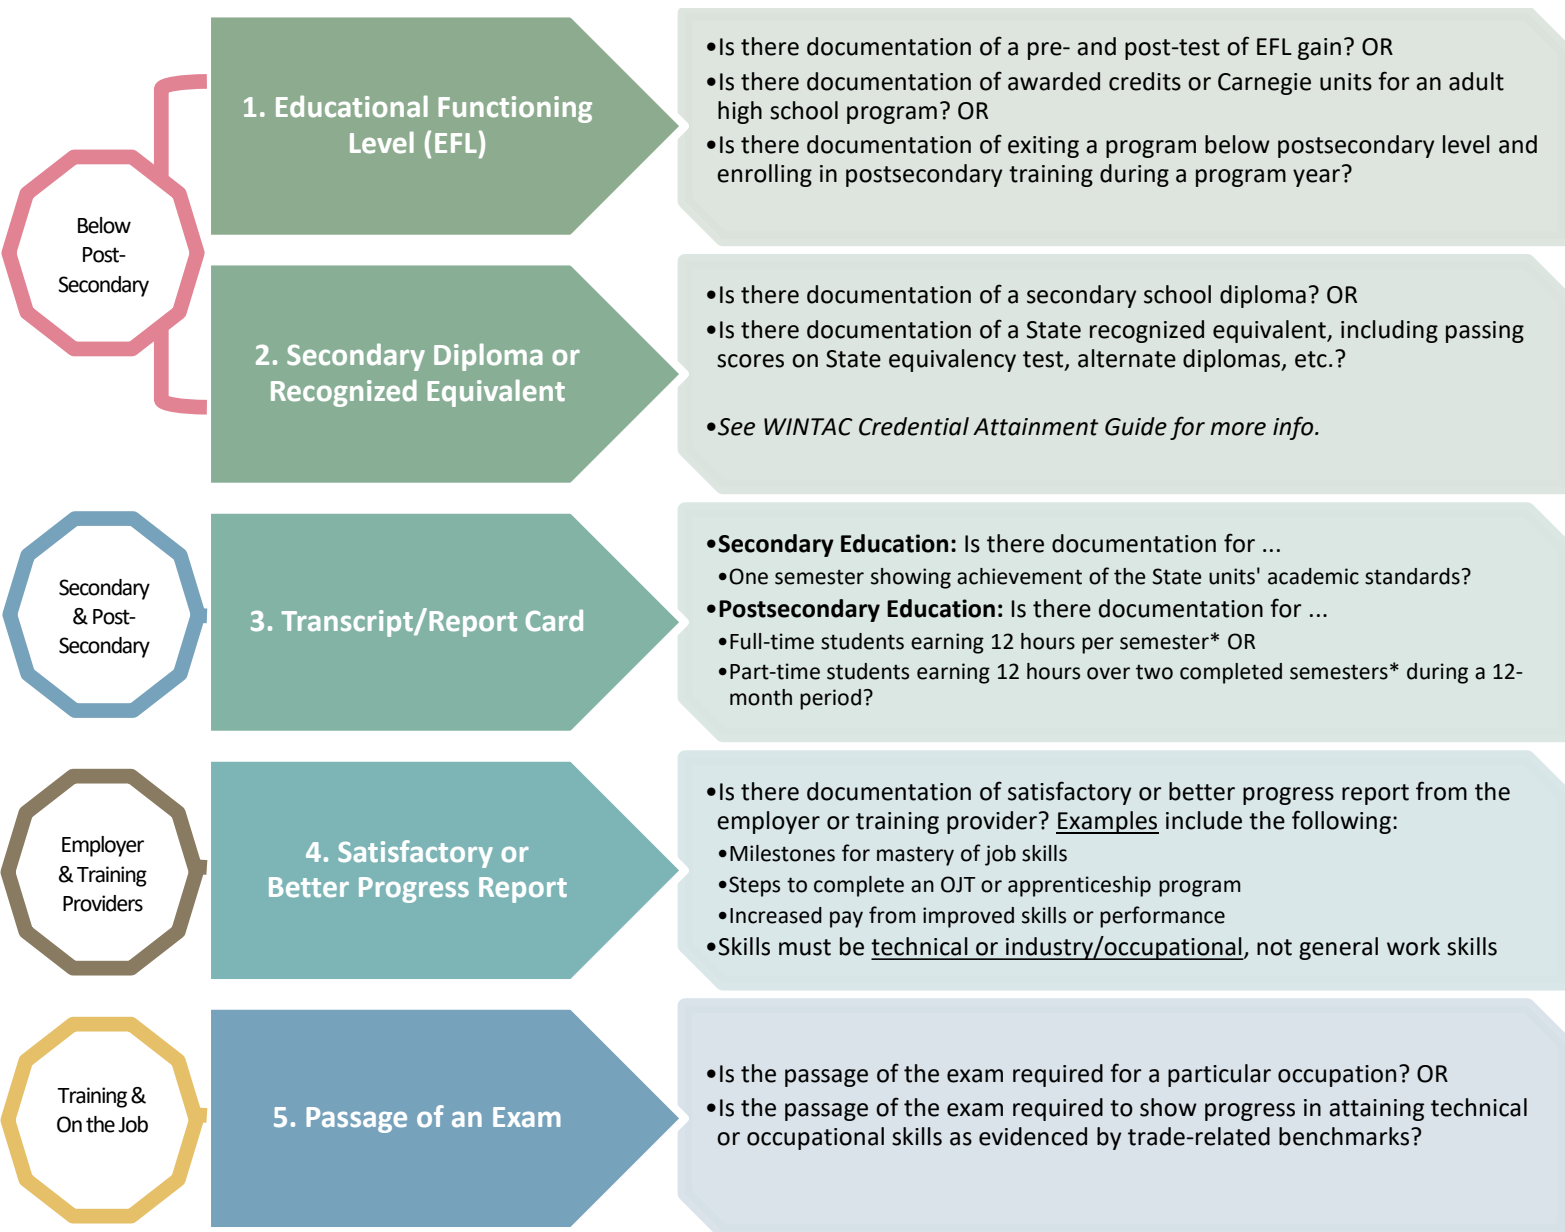 Below
Post-
Secondary
1. Educational Functioning
Level (EFL)
•Is there documentation of a pre- and post-test of EFL gain? OR
•Is there documentation of awarded credits or Carnegie units for an adult
high school program? OR
•Is there documentation of exiting a program below postsecondary level and
enrolling in postsecondary training during a program year?
2. Secondary Diploma or
Recognized Equivalent
•Is there documentation of a secondary school diploma? OR
•Is there documentation of a State recognized equivalent, including passing
scores on State equivalency test, alternate diplomas, etc.?
•See WINTAC Credential Attainment Guide for more info.
Secondary
& Post-
Secondary
3. Transcript/Report Card
•Secondary Education: Is there documentation for ...
•One semester showing achievement of the State units' academic standards?
•Postsecondary Education: Is there documentation for ...
•Full-time students earning 12 hours per semester* OR
•Part-time students earning 12 hours over two completed semesters* during a 12-
month period?
Employer
& Training
Providers
4. Satisfactory or
Better Progress Report
•Is there documentation of satisfactory or better progress report from the
employer or training provider? Examples include the following:
•Milestones for mastery of job skills
•Steps to complete an OJT or apprenticeship program
•Increased pay from improved skills or performance
•Skills must be technical or industry/occupational, not general work skills
Training &
On the Job
5. Passage of an Exam
•Is the passage of the exam required for a particular occupation? OR
•Is the passage of the exam required to show progress in attaining technical
or occupational skills as evidenced by trade-related benchmarks?